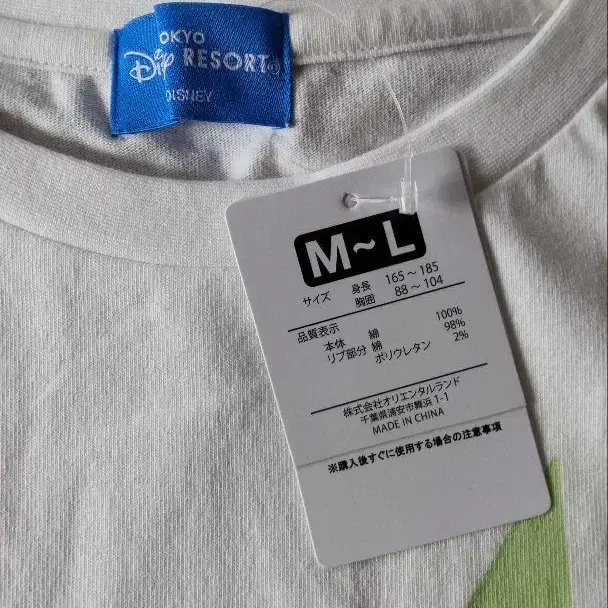 OKYO
Disney RESORT®
DISNEY
M~L
サイズ 身長 165～185
胸囲 88～104
品質表示
本体 綿 100%
リブ部分 綿 98%
ポリウレタン 2%
株式会社オリエンタルランド
千葉県浦安市舞浜1-1
MADE IN CHINA
※購入後すぐに使用する場合の注意事項